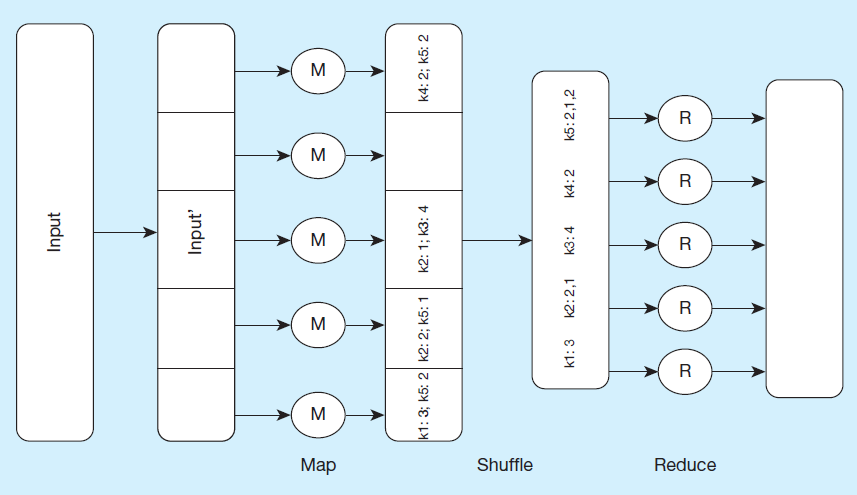 Input
Input'
M
M
M
M
M
k4: 2; k5: 2
k2: 1; k3: 4
k2: 2; k5: 1
k1: 3; k5: 2
k5: 2,1,2
k4: 2
k3: 4
k2: 2,1
k1: 3
R
R
R
R
R
Map
Shuffle
Reduce